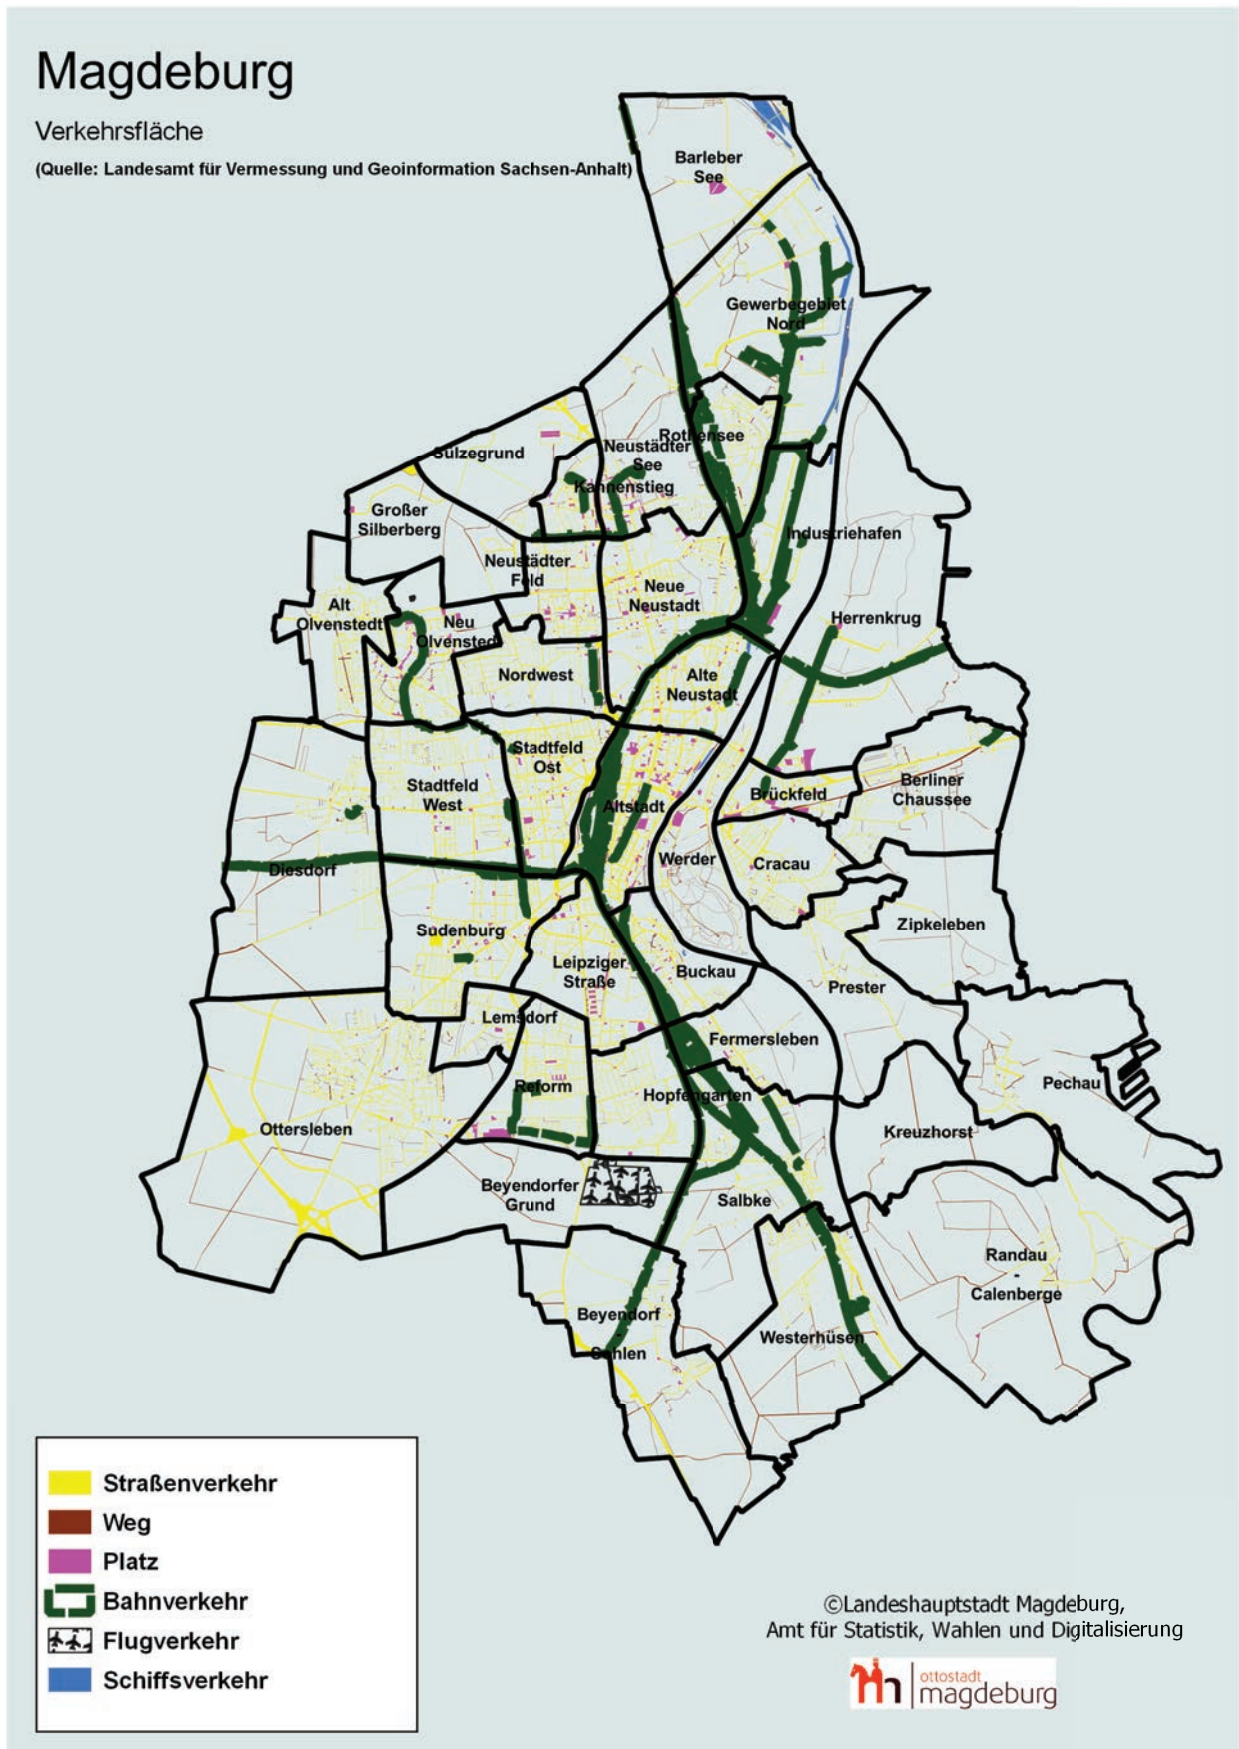 Magdeburg
Verkehrsfläche
(Quelle: Landesamt für Vermessung und Geoinformation Sachsen-Anhalt)
Barleber
See
Gewerbegebiet
Nord
Rothensee
Sülzegrund
Neustädter
See
Kannenstieg
Großer
Silberberg
Industriehafen
Neustädter
Feld
Neue
Neustadt
Alt
Olvenstedt
Neu
Olvenstedt
Herrenkrug
Nordwest
Alte
Neustadt
Stadtfeld
Ost
Stadtfeld
West
Altstadt
Brückfeld
Berliner
Chaussee
Diesdorf
Werder
Cracau
Zipkeleben
Sudenburg
Leipziger
Straße
Buckau
Prester
Lemsdorf
Fermersleben
Reform
Hopfengarten
Pechau
Ottersleben
Kreuzhorst
Beyendorfer
Grund
Salbke
Randau
-
Calenberge
Beyendorf
-
Sohlen
Westerhüsen
Straßenverkehr
Weg
Platz
Bahnverkehr
Flugverkehr
Schiffsverkehr
©Landeshauptstadt Magdeburg,
Amt für Statistik, Wahlen und Digitalisierung
ottostadt
magdeburg